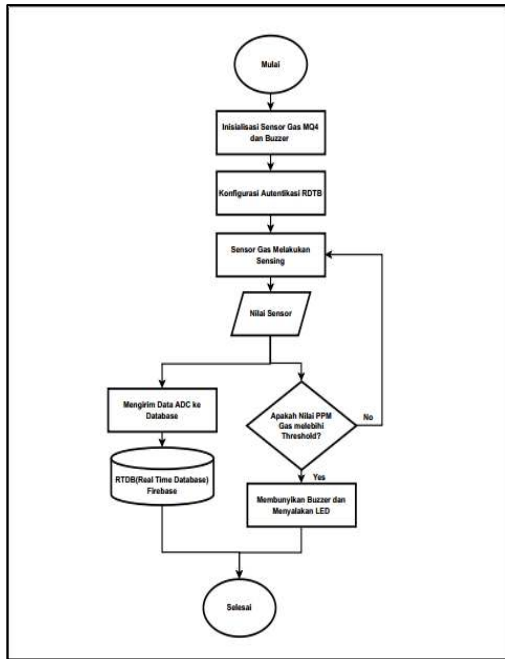 Mulai
Inisialisasi Sensor Gas MQ4
dan Buzzer
Konfigurasi Autentikasi RDTB
Sensor Gas Melakukan
Sensing
Nilai Sensor
Mengirim Data ADC ke
Database
RTDB(Real Time Database)
Firebase
Apakah Nilai PPM
Gas melebihi
Threshold?
No
Yes
Membunyikan Buzzer dan
Menyalakan LED
Selesai